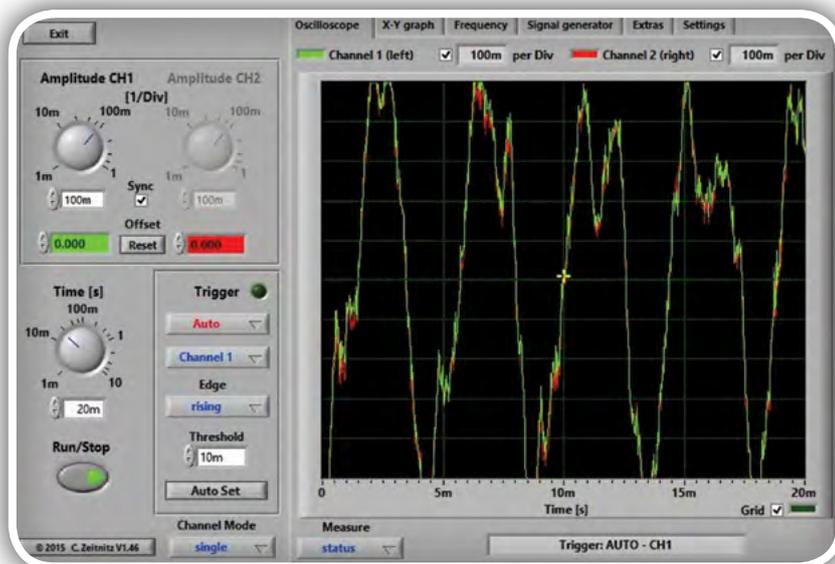 Exit
Oscilloscope X-Y graph Frequency Signal generator Extras Settings
Channel 1 (left) 100m per Div Channel 2 (right) 100m per Div
Amplitude CH1 Amplitude CH2
[1/Div]
10m 100m 10m 100m
1m 1 1m 1
Sync
100m 100m
Offset
0.000 Reset 0.000
Time [s]
100m
10m 1
1m 10
20m
Run/Stop
Trigger
Auto
Channel 1
Edge
rising
Threshold
10m
Auto Set
Channel Mode
single
© 2015 C. Zeitnitz V1.46
0 5m 10m 15m 20m
Time [s]
Grid
Measure
status
Trigger: AUTO - CH1